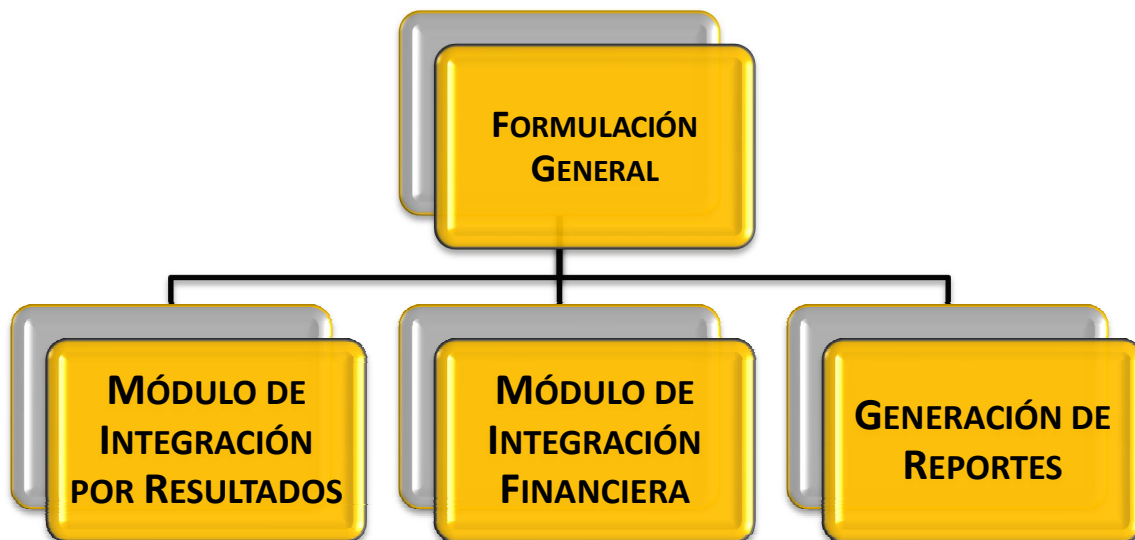 FORMULACIÓN
GENERAL
MÓDULO DE
INTEGRACIÓN
POR RESULTADOS
MÓDULO DE
INTEGRACIÓN
FINANCIERA
GENERACIÓN DE
REPORTES